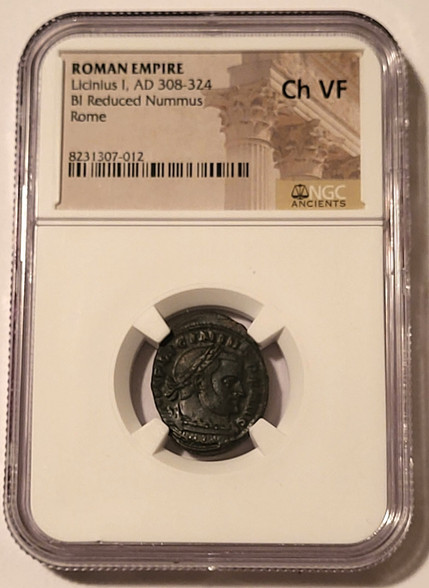 ROMAN EMPIRE
Licinius I, AD 308-324
BI Reduced Nummus
Rome
8231307-012
Ch VF
NGC
ANCIENTS